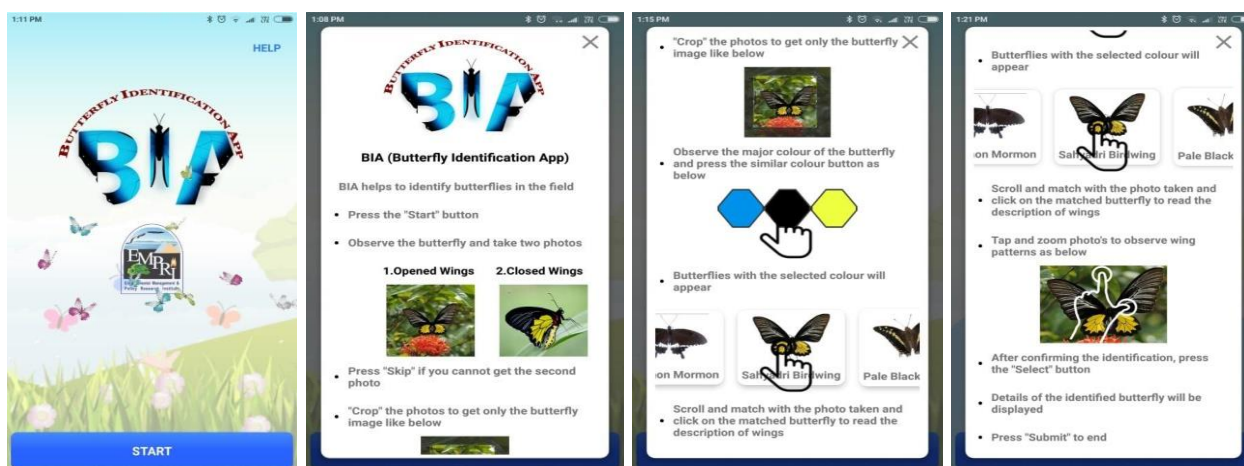 1:11 PM
HELP
BUTTERFLY IDENTIFICATION APP
BIA
EMPRI
START
1:08 PM
BUTTERFLY IDENTIFICATION APP
BIA
BIA (Butterfly Identification App)
BIA helps to identify butterflies in the field
• Press the "Start" button
• Observe the butterfly and take two photos
1.Opened Wings 2.Closed Wings
• Press "Skip" if you cannot get the second
photo
• "Crop" the photos to get only the butterfly
image like below
1:15 PM
• "Crop" the photos to get only the butterfly
image like below
• Observe the major colour of the butterfly
and press the similar colour button as
below
• Butterflies with the selected colour will
appear
on Mormon Sahyadri Birdwing Pale Black
• Scroll and match with the photo taken and
click on the matched butterfly to read the
description of wings
1:21 PM
• Butterflies with the selected colour will
appear
on Mormon Sahyadri Birdwing Pale Black
• Scroll and match with the photo taken and
click on the matched butterfly to read the
description of wings
• Tap and zoom photo's to observe wing
patterns as below
• After confirming the identification, press
the "Select" button
• Details of the identified butterfly will be
displayed
• Press "Submit" to end